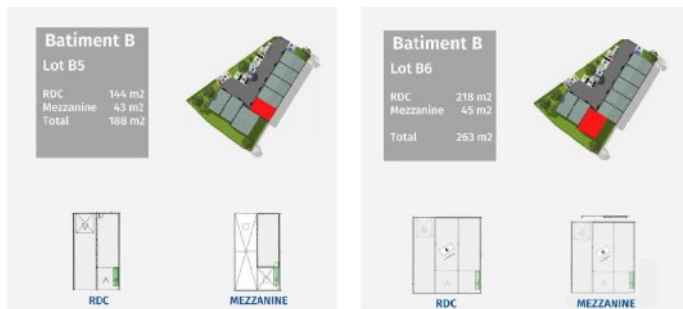 Batiment B
Lot B5
RDC 144 m2
Mezzanine 43 m2
Total 188 m2
RDC
MEZZANINE
Batiment B
Lot B6
RDC 218 m2
Mezzanine 45 m2
Total 263 m2
RDC
MEZZANINE